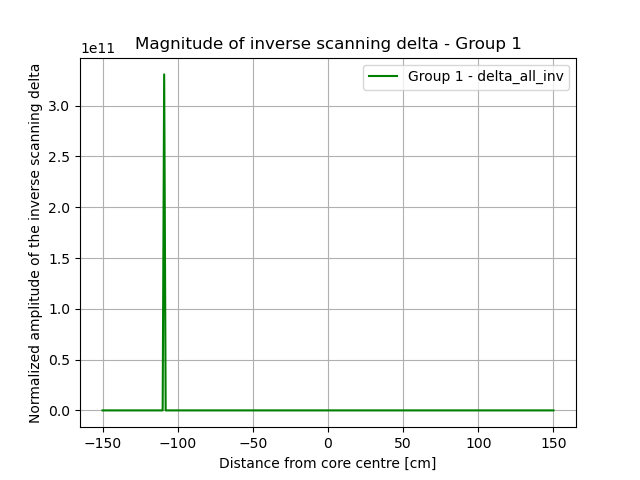 Magnitude of inverse scanning delta - Group 1
1e11
Group 1 - delta_all_inv
Normalized amplitude of the inverse scanning delta
3.0
2.5
2.0
1.5
1.0
0.5
0.0
−150 −100 −50 0 50 100 150
Distance from core centre [cm]